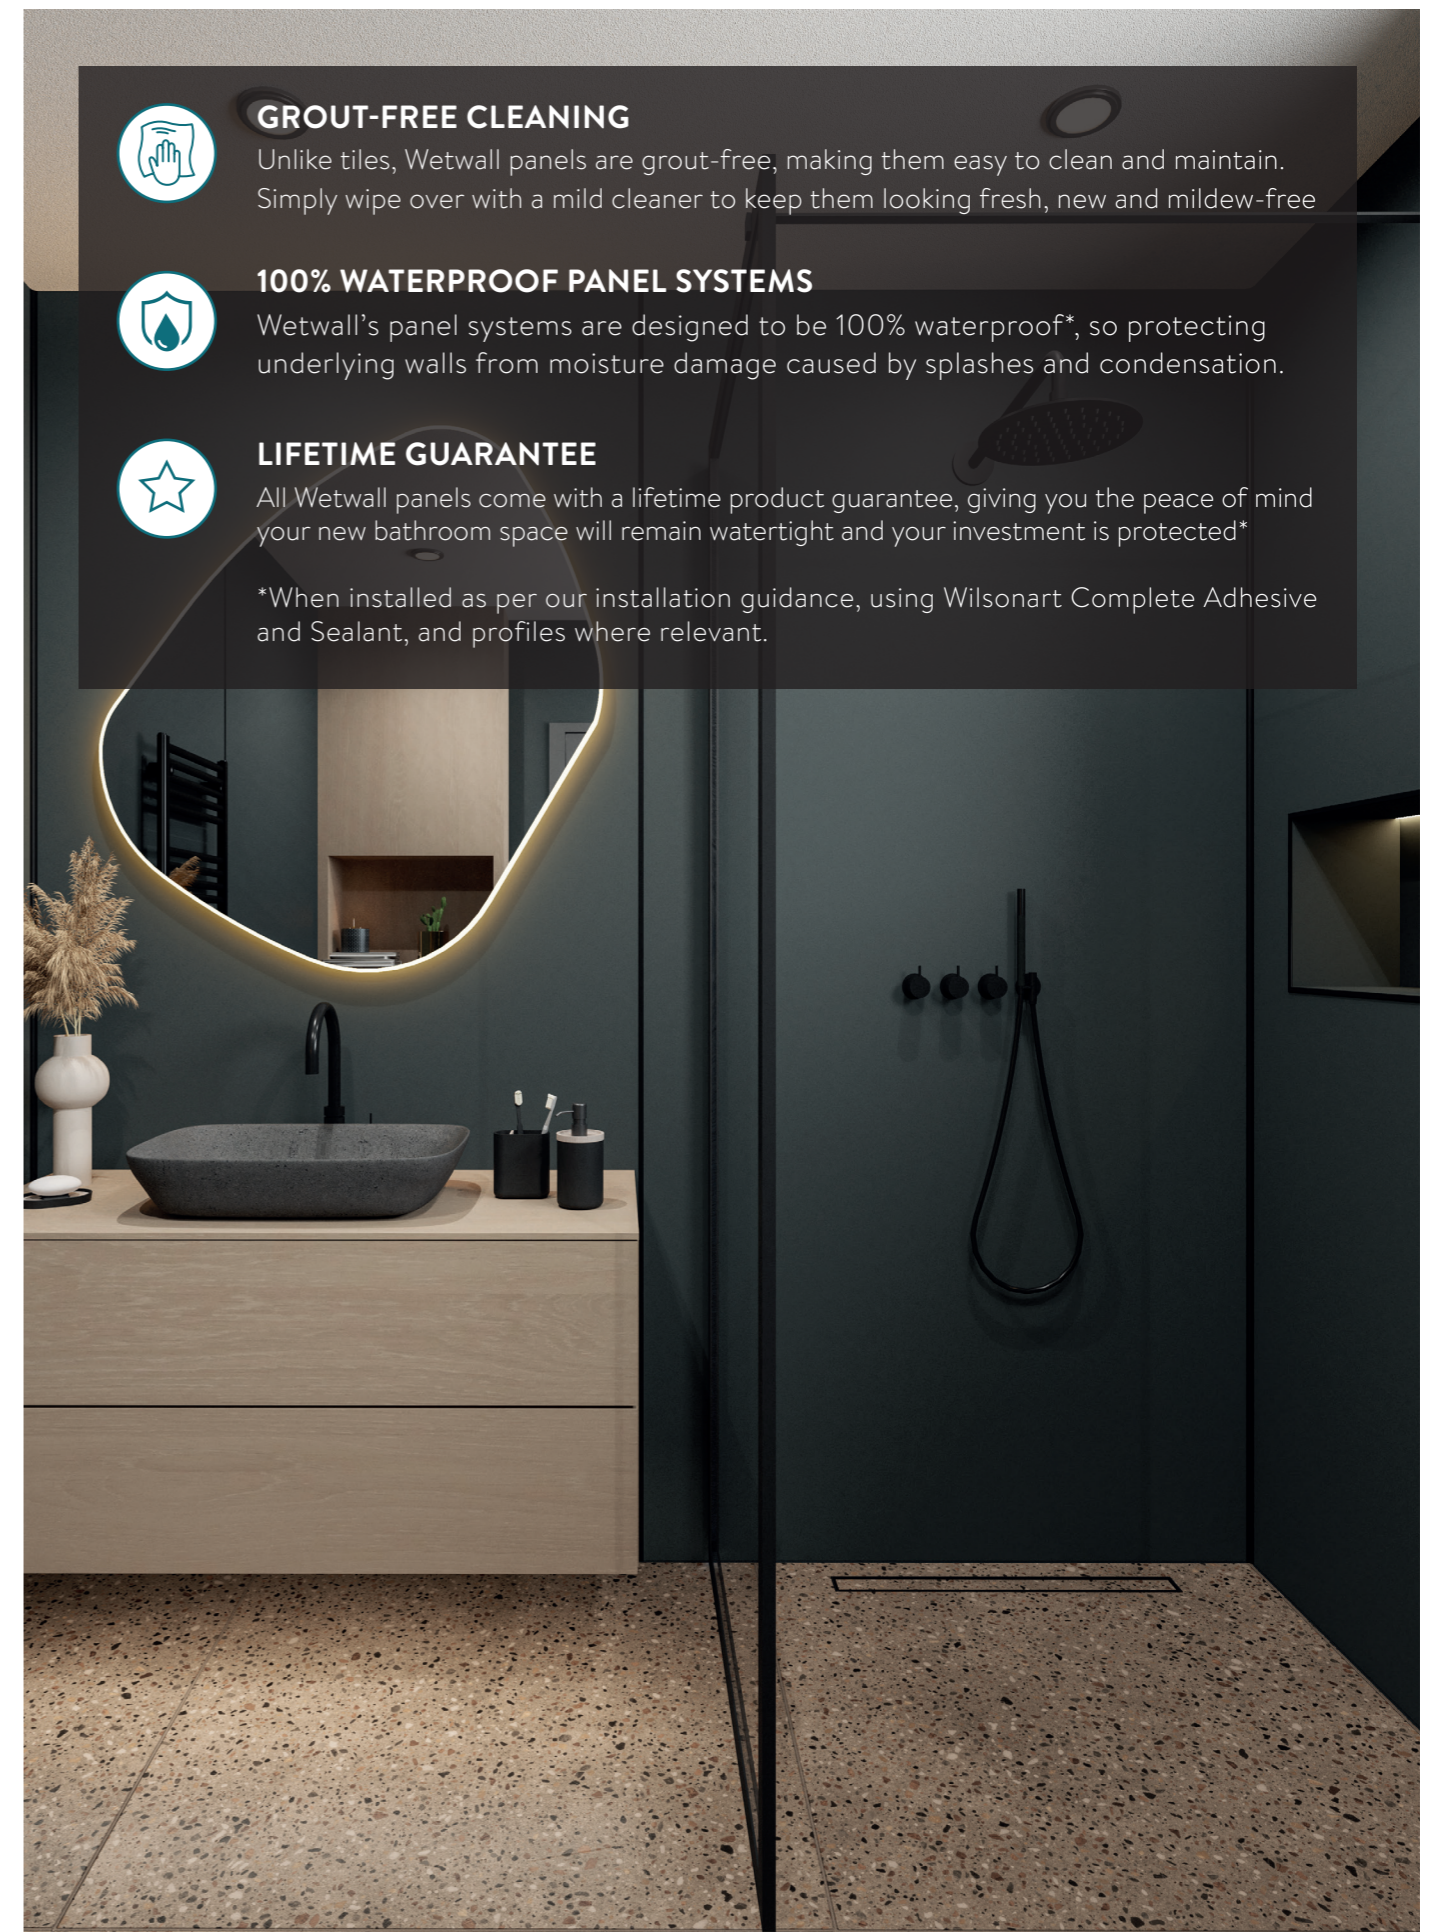 GROUT-FREE CLEANING
Unlike tiles, Wetwall panels are grout-free, making them easy to clean and maintain.
Simply wipe over with a mild cleaner to keep them looking fresh, new and mildew-free
100% WATERPROOF PANEL SYSTEMS
Wetwall’s panel systems are designed to be 100% waterproof*, so protecting
underlying walls from moisture damage caused by splashes and condensation.
LIFETIME GUARANTEE
All Wetwall panels come with a lifetime product guarantee, giving you the peace of mind
your new bathroom space will remain watertight and your investment is protected*
*When installed as per our installation guidance, using Wilsonart Complete Adhesive
and Sealant, and profiles where relevant.